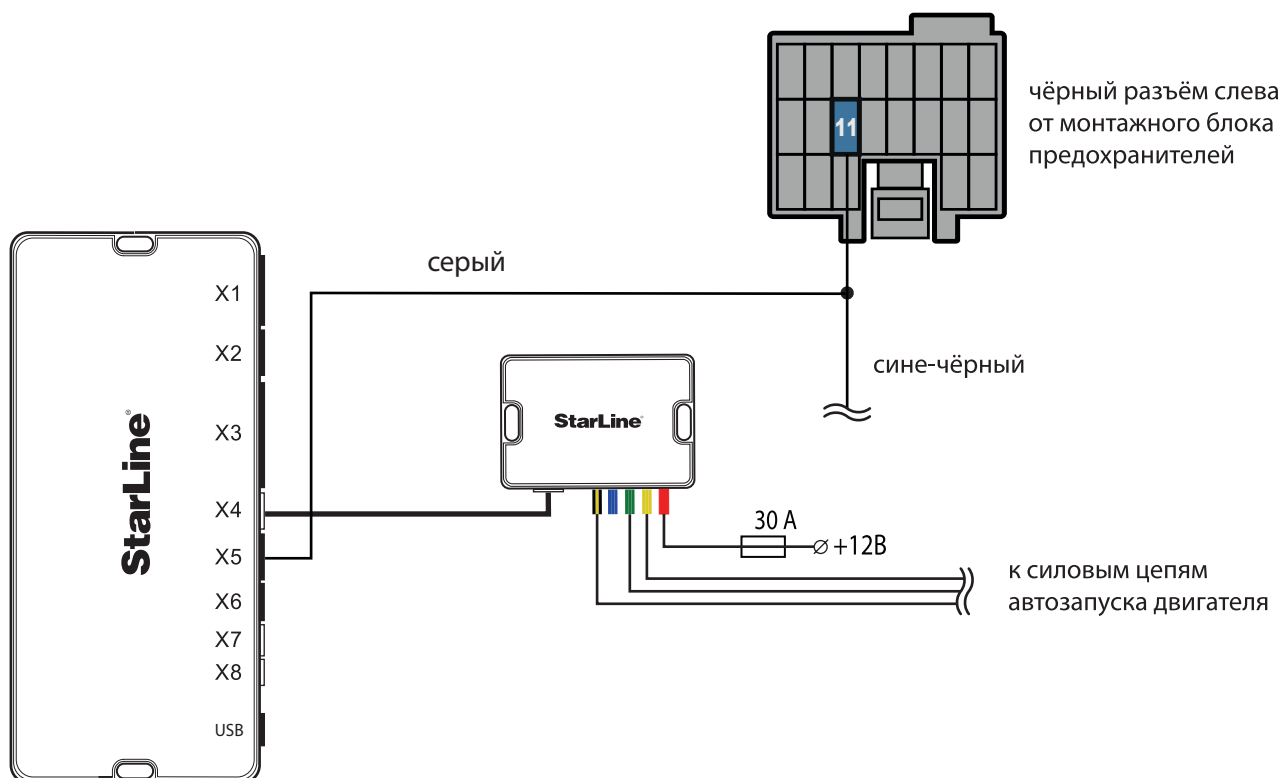 11
чёрный разъём слева
от монтажного блока
предохранителей
серый
X1
X2
X3
X4
X5
X6
X7
X8
USB
StarLine®
сине-чёрный
StarLine®
30 А
+12В
к силовым цепям
автозапуска двигателя